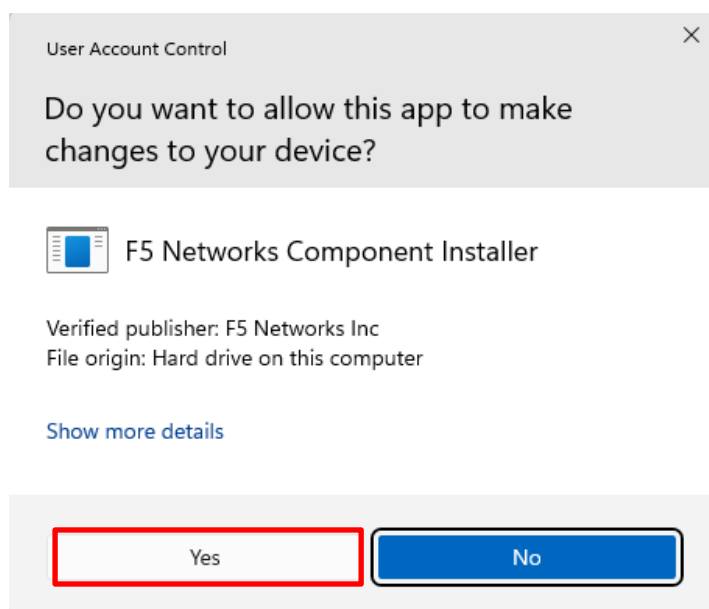 User Account Control
Do you want to allow this app to make
changes to your device?
F5 Networks Component Installer
Verified publisher: F5 Networks Inc
File origin: Hard drive on this computer
Show more details
Yes
No